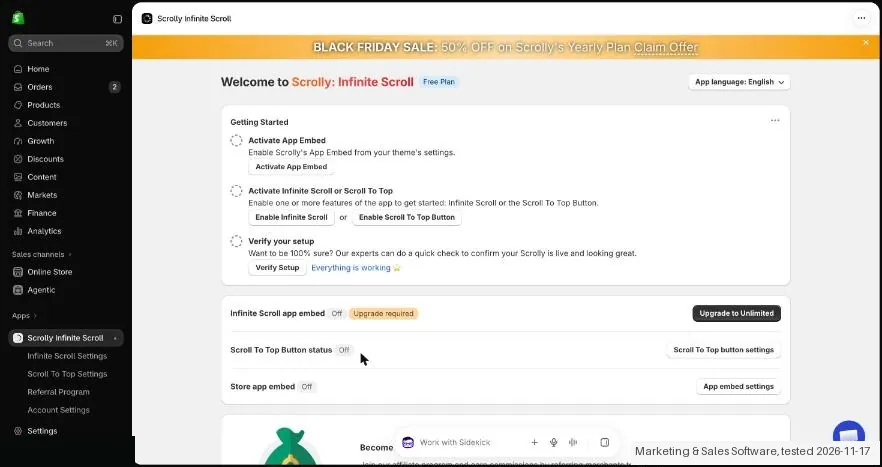 Scrolly Infinite Scroll
BLACK FRIDAY SALE: 50% OFF on Scrolly's Yearly Plan Claim Offer
Search ⌘K
Home
Orders 2
Products
Customers
Growth
Discounts
Content
Markets
Finance
Analytics
Sales channels
Online Store
Agentic
Apps
Scrolly Infinite Scroll
Infinite Scroll Settings
Scroll To Top Settings
Referral Program
Account Settings
Settings
Welcome to Scrolly: Infinite Scroll Free Plan
App language: English
Getting Started
Activate App Embed
Enable Scrolly's App Embed from your theme's settings.
Activate App Embed
Activate Infinite Scroll or Scroll To Top
Enable one or more features of the app to get started: Infinite Scroll or the Scroll To Top Button.
Enable Infinite Scroll or Enable Scroll To Top Button
Verify your setup
Want to be 100% sure? Our experts can do a quick check to confirm your Scrolly is live and looking great.
Verify Setup Everything is working ⭐
Infinite Scroll app embed Off Upgrade required Upgrade to Unlimited
Scroll To Top Button status Off Scroll To Top button settings
Store app embed Off App embed settings
Become
Work with Sidekick
Marketing & Sales Software, tested 2026-11-17